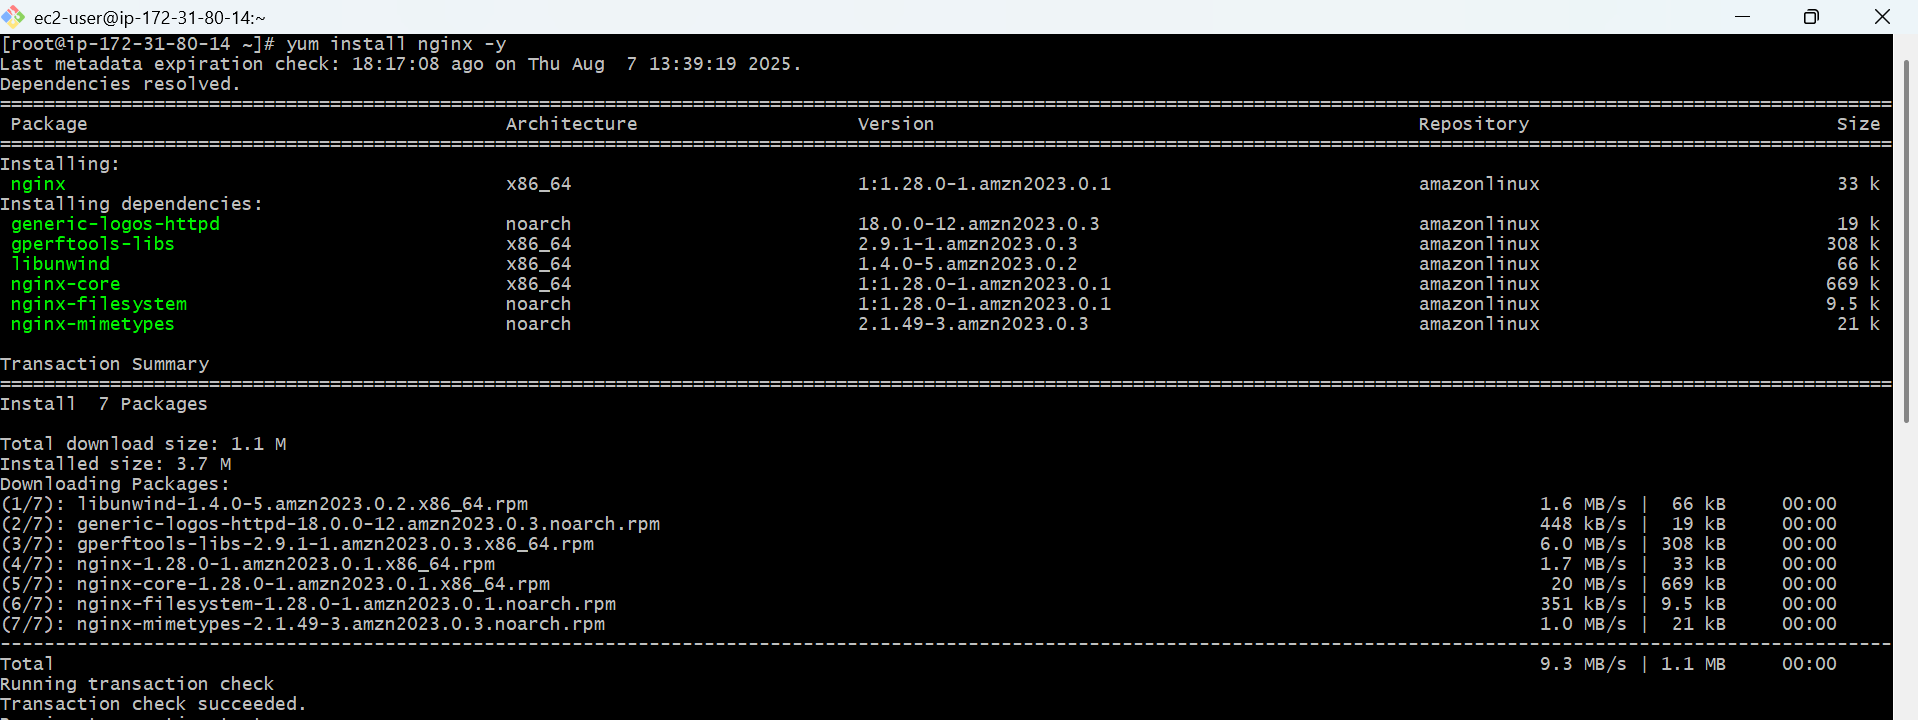 ec2-user@ip-172-31-80-14:~
[root@ip-172-31-80-14 ~]# yum install nginx -y
Last metadata expiration check: 18:17:08 ago on Thu Aug  7 13:39:19 2025.
Dependencies resolved.
Package Architecture Version Repository Size
Installing:
nginx x86_64 1:1.28.0-1.amzn2023.0.1 amazonlinux 33 k
Installing dependencies:
generic-logos-httpd noarch 18.0.0-12.amzn2023.0.3 amazonlinux 19 k
gperftools-libs x86_64 2.9.1-1.amzn2023.0.3 amazonlinux 308 k
libunwind x86_64 1.4.0-5.amzn2023.0.2 amazonlinux 66 k
nginx-core x86_64 1:1.28.0-1.amzn2023.0.1 amazonlinux 669 k
nginx-filesystem noarch 1:1.28.0-1.amzn2023.0.1 amazonlinux 9.5 k
nginx-mimetypes noarch 2.1.49-3.amzn2023.0.3 amazonlinux 21 k
Transaction Summary
Install  7 Packages
Total download size: 1.1 M
Installed size: 3.7 M
Downloading Packages:
(1/7): libunwind-1.4.0-5.amzn2023.0.2.x86_64.rpm 1.6 MB/s |  66 kB 00:00
(2/7): generic-logos-httpd-18.0.0-12.amzn2023.0.3.noarch.rpm 448 kB/s |  19 kB 00:00
(3/7): gperftools-libs-2.9.1-1.amzn2023.0.3.x86_64.rpm 6.0 MB/s | 308 kB 00:00
(4/7): nginx-1.28.0-1.amzn2023.0.1.x86_64.rpm 1.7 MB/s |  33 kB 00:00
(5/7): nginx-core-1.28.0-1.amzn2023.0.1.x86_64.rpm 20 MB/s | 669 kB 00:00
(6/7): nginx-filesystem-1.28.0-1.amzn2023.0.1.noarch.rpm 351 kB/s | 9.5 kB 00:00
(7/7): nginx-mimetypes-2.1.49-3.amzn2023.0.3.noarch.rpm 1.0 MB/s |  21 kB 00:00
Total 9.3 MB/s | 1.1 MB 00:00
Running transaction check
Transaction check succeeded.